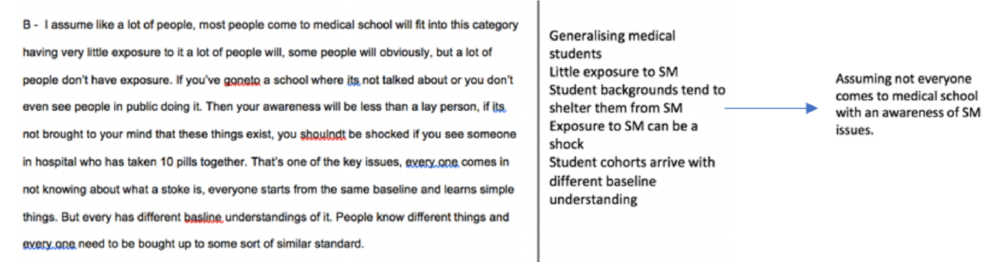 B - I assume like a lot of people, most people come to medical school will fit into this category
having very little exposure to it a lot of people will, some people will obviously, but a lot of
people don't have exposure. If you've goneto a school where its not talked about or you don't
even see people in public doing it. Then your awareness will be less than a lay person, if its
not brought to your mind that these things exist, you shoulndt be shocked if you see someone
in hospital who has taken 10 pills together. That's one of the key issues, every one comes in
not knowing about what a stoke is, everyone starts from the same baseline and learns simple
things. But every has different basline understandings of it. People know different things and
every one need to be bought up to some sort of similar standard.
Generalising medical
students
Little exposure to SM
Student backgrounds tend to
shelter them from SM
Exposure to SM can be a
shock
Student cohorts arrive with
different baseline
understanding
Assuming not everyone
comes to medical school
with an awareness of SM
issues.